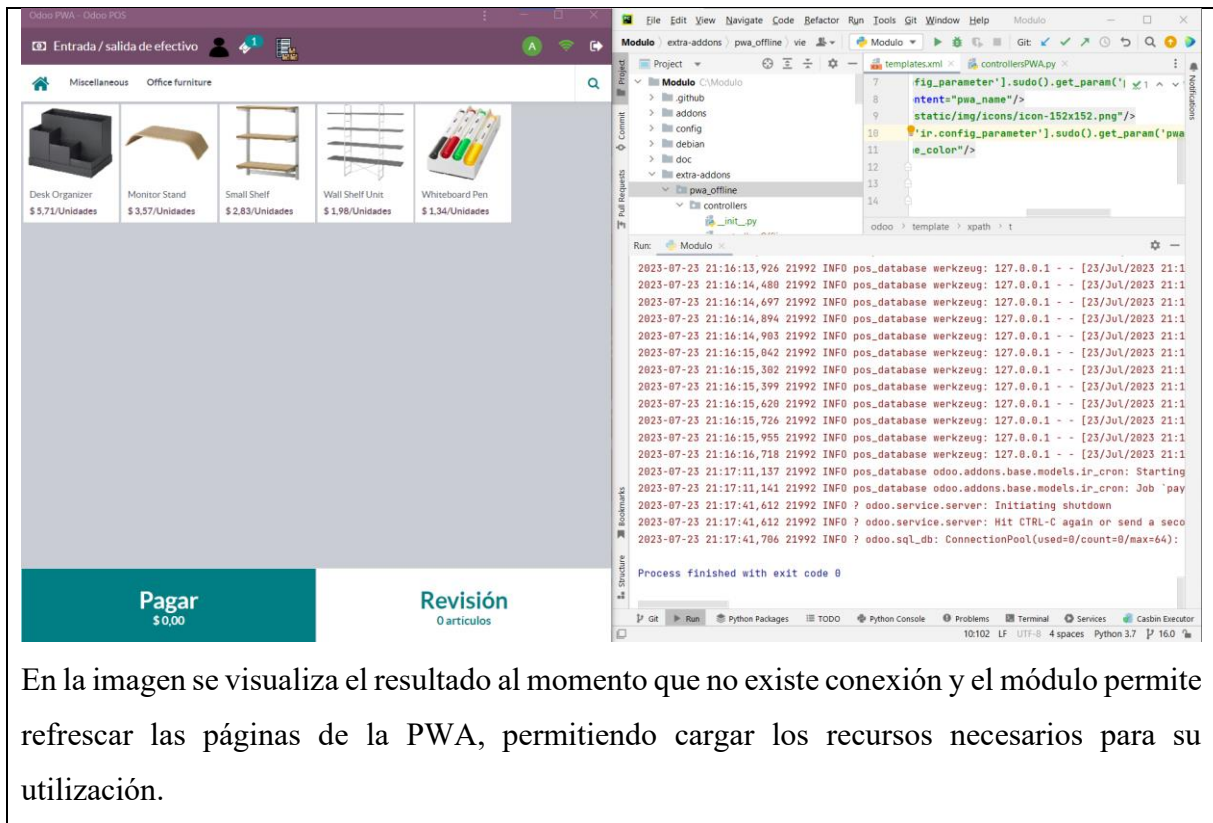 Odoo PWA - Odoo POS
Entrada / salida de efectivo
1
A
Miscellaneous Office furniture
Desk Organizer
$ 5,71/Unidades
Monitor Stand
$ 3,57/Unidades
Small Shelf
$ 2,83/Unidades
Wall Shelf Unit
$ 1,98/Unidades
Whiteboard Pen
$ 1,34/Unidades
Pagar
$ 0,00
Revisión
0 artículos
File Edit View Navigate Code Refactor Run Tools Git Window Help Modulo
Modulo extra-addons pwa_offline vie Modulo Git:
Project
templates.xml controllersPWA.py
Modulo C:\Modulo
.github
addons
config
debian
doc
extra-addons
pwa_offline
controllers
__init__.py
7 fig_parameter'].sudo().get_param('
8 ntent="pwa_name"/>
9 static/img/icons/icon-152x152.png"/>
10 'ir.config_parameter'].sudo().get_param('pwa
11 e_color"/>
12
13
14
1
odoo template xpath t
Project
Commit
Pull Requests
Bookmarks
Structure
Notifications
Run: Modulo
2023-07-23 21:16:13,926 21992 INFO pos_database werkzeug: 127.0.0.1 - - [23/Jul/2023 21:1
2023-07-23 21:16:14,480 21992 INFO pos_database werkzeug: 127.0.0.1 - - [23/Jul/2023 21:1
2023-07-23 21:16:14,697 21992 INFO pos_database werkzeug: 127.0.0.1 - - [23/Jul/2023 21:1
2023-07-23 21:16:14,894 21992 INFO pos_database werkzeug: 127.0.0.1 - - [23/Jul/2023 21:1
2023-07-23 21:16:14,903 21992 INFO pos_database werkzeug: 127.0.0.1 - - [23/Jul/2023 21:1
2023-07-23 21:16:15,042 21992 INFO pos_database werkzeug: 127.0.0.1 - - [23/Jul/2023 21:1
2023-07-23 21:16:15,302 21992 INFO pos_database werkzeug: 127.0.0.1 - - [23/Jul/2023 21:1
2023-07-23 21:16:15,399 21992 INFO pos_database werkzeug: 127.0.0.1 - - [23/Jul/2023 21:1
2023-07-23 21:16:15,620 21992 INFO pos_database werkzeug: 127.0.0.1 - - [23/Jul/2023 21:1
2023-07-23 21:16:15,726 21992 INFO pos_database werkzeug: 127.0.0.1 - - [23/Jul/2023 21:1
2023-07-23 21:16:15,955 21992 INFO pos_database werkzeug: 127.0.0.1 - - [23/Jul/2023 21:1
2023-07-23 21:16:16,718 21992 INFO pos_database werkzeug: 127.0.0.1 - - [23/Jul/2023 21:1
2023-07-23 21:17:11,137 21992 INFO pos_database odoo.addons.base.models.ir_cron: Starting
2023-07-23 21:17:11,141 21992 INFO pos_database odoo.addons.base.models.ir_cron: Job `pay
2023-07-23 21:17:41,612 21992 INFO ? odoo.service.server: Initiating shutdown
2023-07-23 21:17:41,612 21992 INFO ? odoo.service.server: Hit CTRL-C again or send a seco
2023-07-23 21:17:41,706 21992 INFO ? odoo.sql_db: ConnectionPool(used=0/count=0/max=64):
Process finished with exit code 0
Git Run Python Packages TODO Python Console Problems Terminal Services Casbin Executor
10:102 LF UTF-8 4 spaces Python 3.7 16.0
En la imagen se visualiza el resultado al momento que no existe conexión y el módulo permite
refrescar las páginas de la PWA, permitiendo cargar los recursos necesarios para su
utilización.